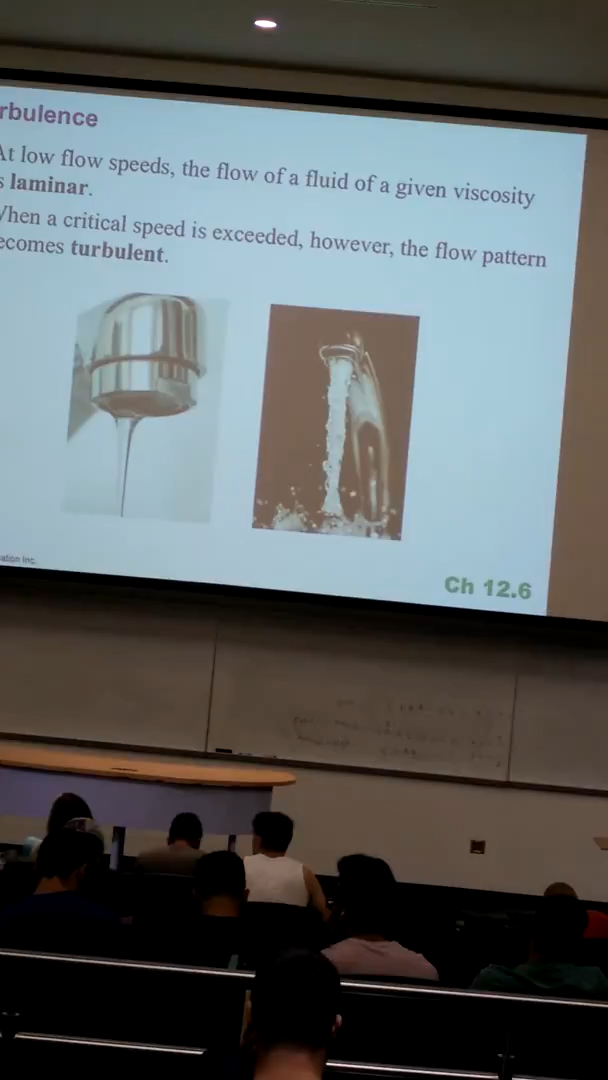 rbulence
At low flow speeds, the flow of a fluid of a given viscosity
s laminar.
When a critical speed is exceeded, however, the flow pattern
ecomes turbulent.
ation Inc.
Ch 12.6